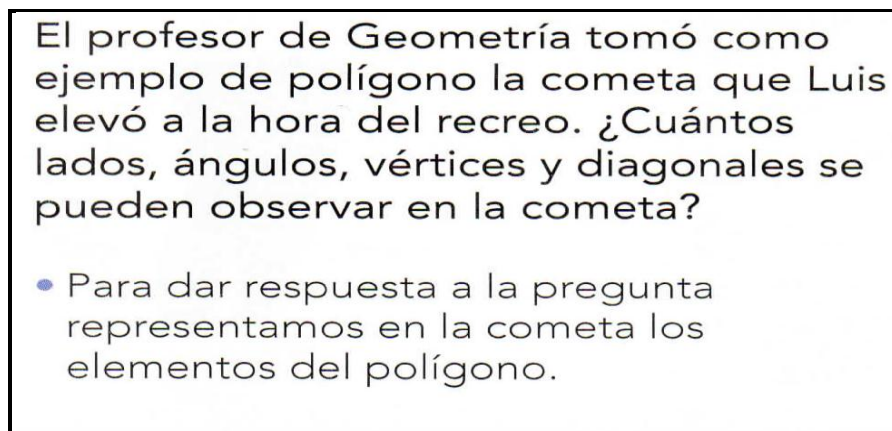 El profesor de Geometría tomó como
ejemplo de polígono la cometa que Luis
elevó a la hora del recreo. ¿Cuántos
lados, ángulos, vértices y diagonales se
pueden observar en la cometa?
• Para dar respuesta a la pregunta
representamos en la cometa los
elementos del polígono.